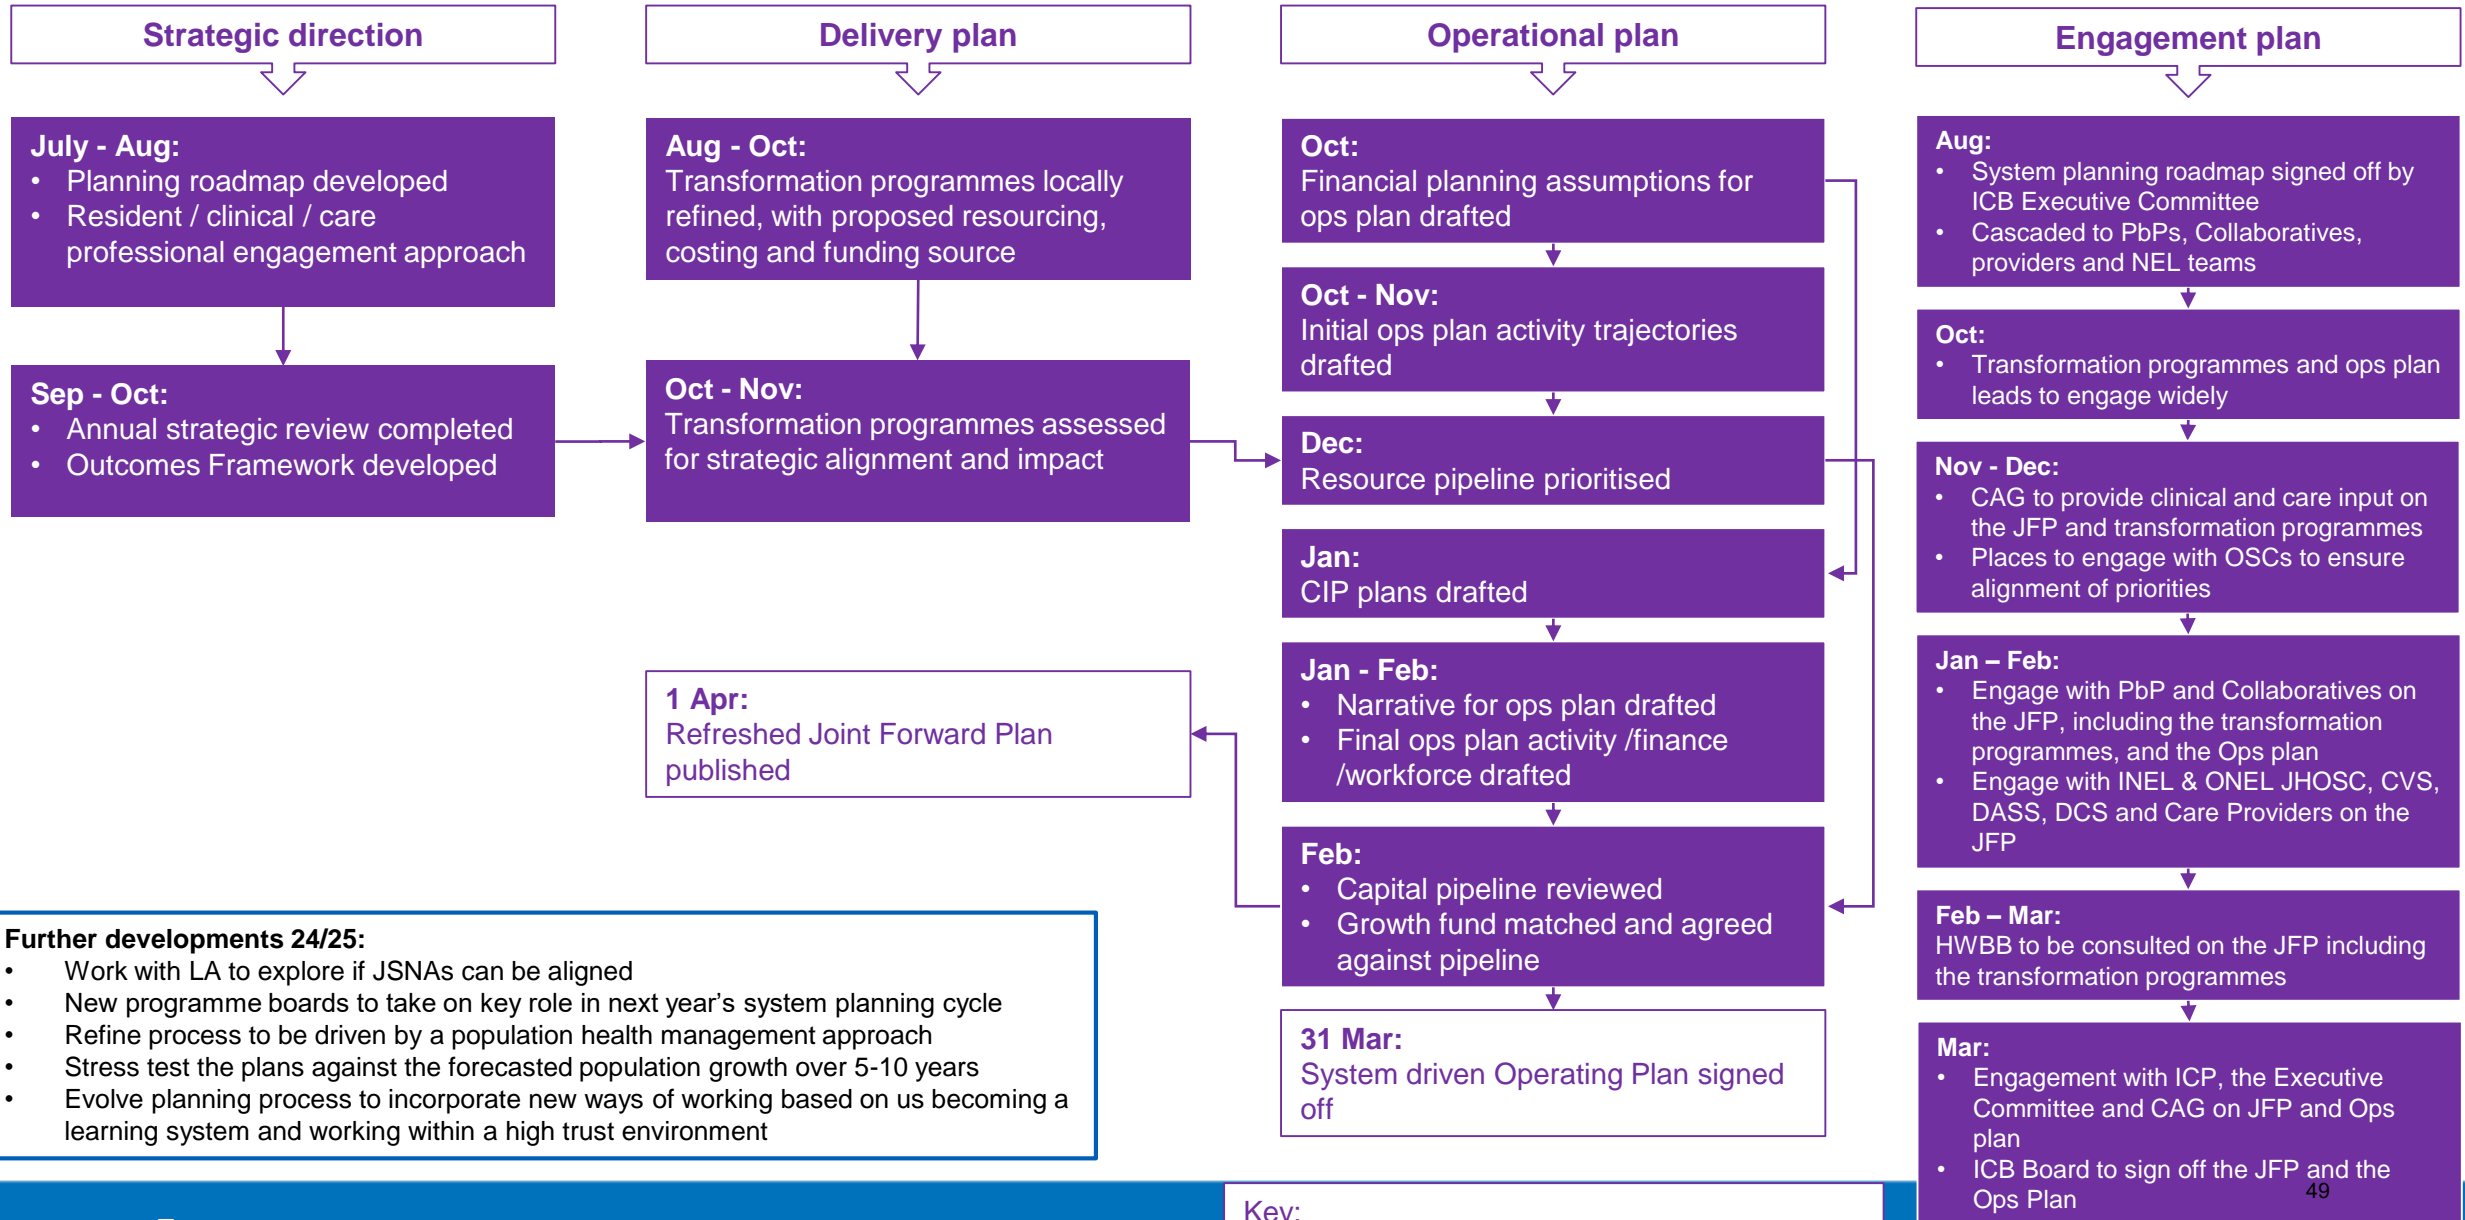 Strategic direction
July - Aug:
• Planning roadmap developed
• Resident / clinical / care
professional engagement approach
Sep - Oct:
• Annual strategic review completed
• Outcomes Framework developed
Delivery plan
Aug - Oct:
Transformation programmes locally
refined, with proposed resourcing,
costing and funding source
Oct - Nov:
Transformation programmes assessed
for strategic alignment and impact
1 Apr:
Refreshed Joint Forward Plan
published
Operational plan
Oct:
Financial planning assumptions for
ops plan drafted
Oct - Nov:
Initial ops plan activity trajectories
drafted
Dec:
Resource pipeline prioritised
Jan:
CIP plans drafted
Jan - Feb:
• Narrative for ops plan drafted
• Final ops plan activity /finance
/workforce drafted
Feb:
• Capital pipeline reviewed
• Growth fund matched and agreed
against pipeline
31 Mar:
System driven Operating Plan signed
off
Engagement plan
Aug:
• System planning roadmap signed off by
ICB Executive Committee
• Cascaded to PbPs, Collaboratives,
providers and NEL teams
Oct:
• Transformation programmes and ops plan
leads to engage widely
Nov - Dec:
• CAG to provide clinical and care input on
the JFP and transformation programmes
• Places to engage with OSCs to ensure
alignment of priorities
Jan – Feb:
• Engage with PbP and Collaboratives on
the JFP, including the transformation
programmes, and the Ops plan
• Engage with INEL & ONEL JHOSC, CVS,
DASS, DCS and Care Providers on the
JFP
Feb – Mar:
HWBB to be consulted on the JFP including
the transformation programmes
Mar:
• Engagement with ICP, the Executive
Committee and CAG on JFP and Ops
plan
• ICB Board to sign off the JFP and the
Ops Plan
49
Further developments 24/25:
• Work with LA to explore if JSNAs can be aligned
• New programme boards to take on key role in next year's system planning cycle
• Refine process to be driven by a population health management approach
• Stress test the plans against the forecasted population growth over 5-10 years
• Evolve planning process to incorporate new ways of working based on us becoming a
learning system and working within a high trust environment
Key: